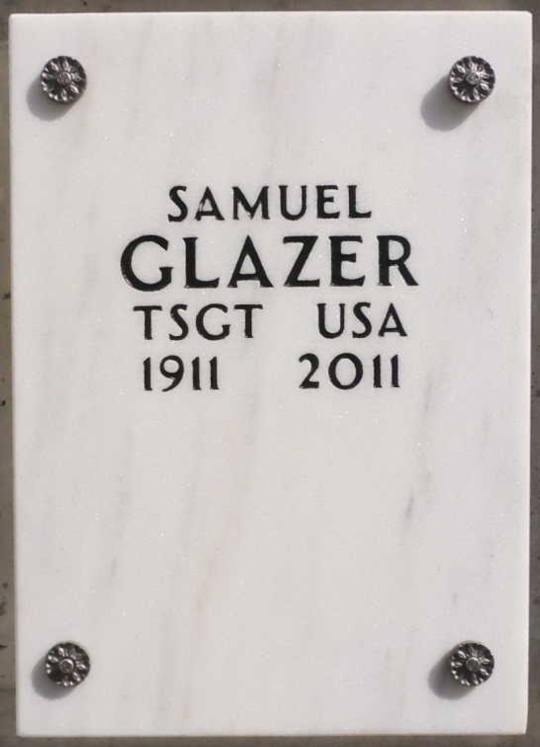 SAMUEL
GLAZER
TSGT USA
1911 2011